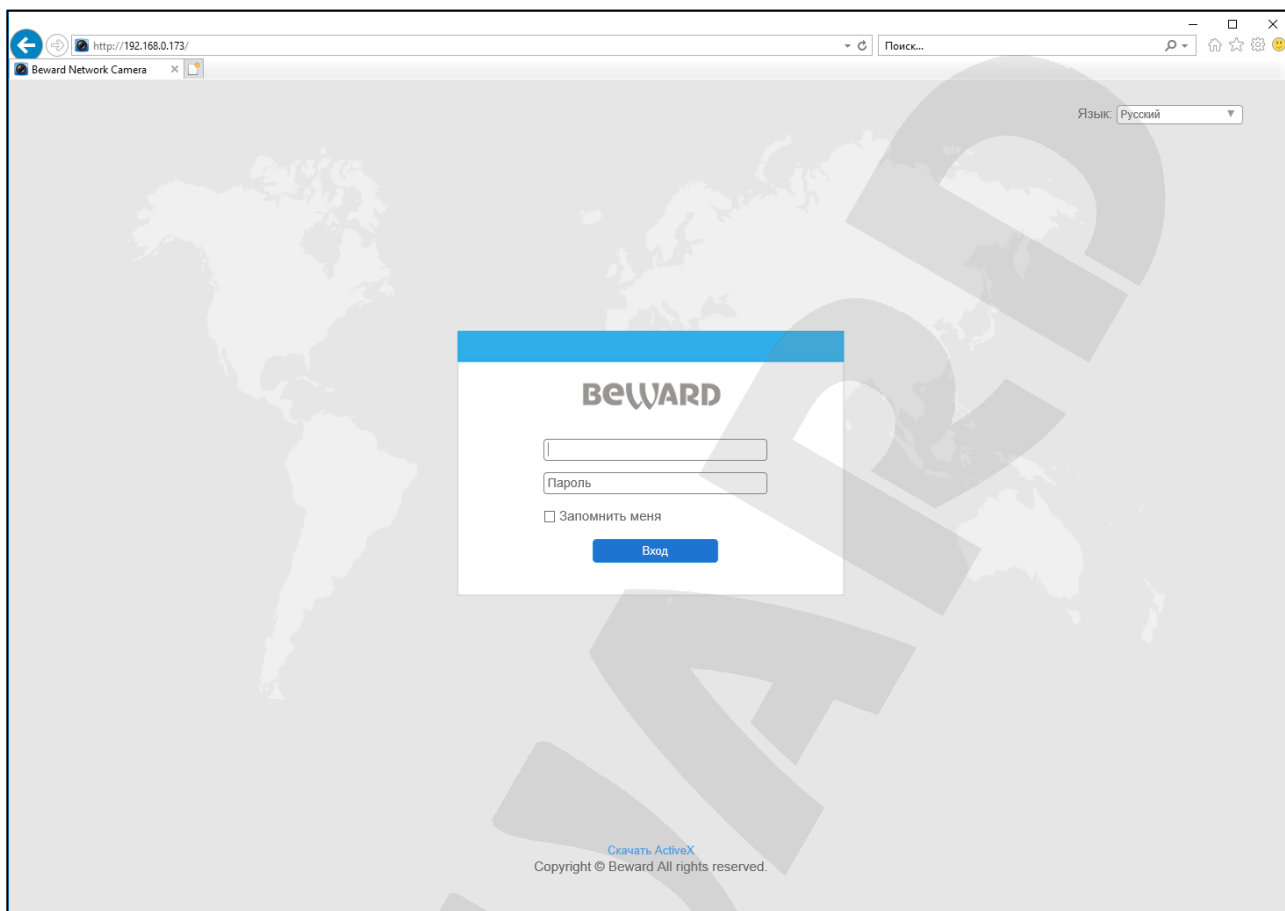 http://192.168.0.173/
Поиск...
Beward Network Camera
Язык: Русский
BEWARD
Пароль
Запомнить меня
Вход
Скачать ActiveX
Copyright © Beward All rights reserved.